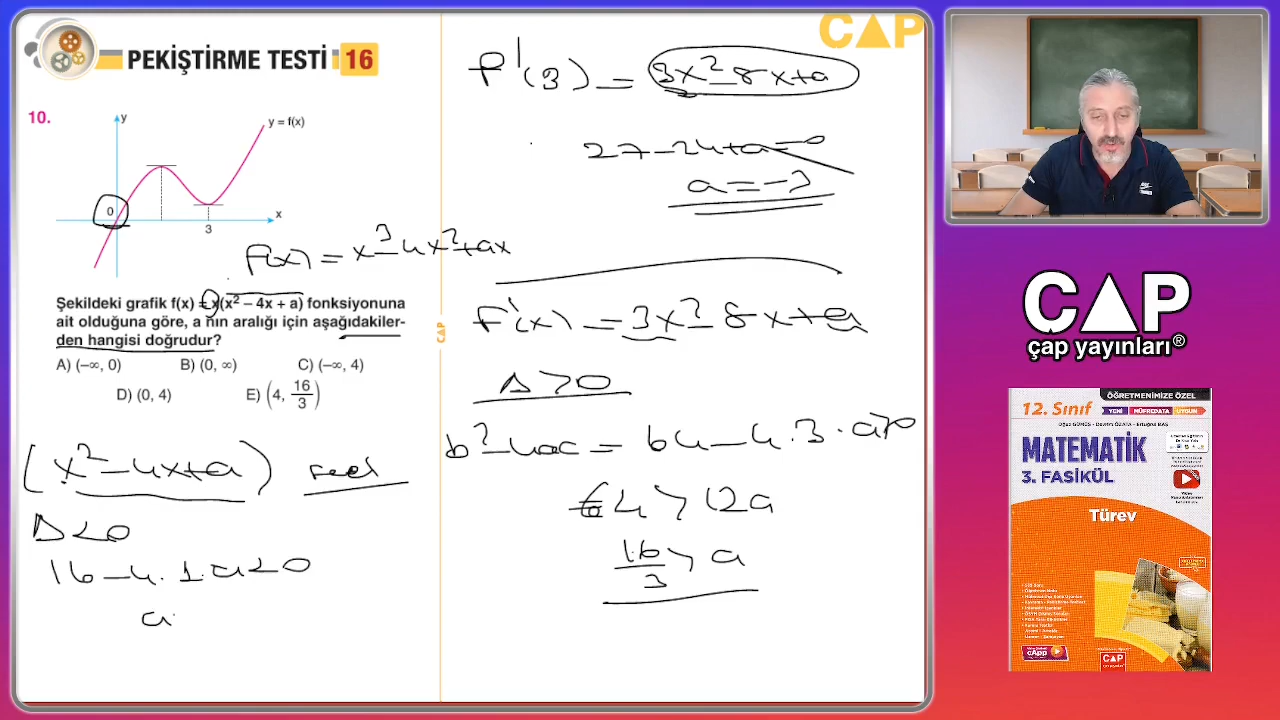 PEKİŞTİRME TESTİ 16
ÇAP
10.
y
y = f(x)
0
3
x
f(x) = x³ - 4x² + ax
Şekildeki grafik f(x) = x(x² – 4x + a) fonksiyonuna
ait olduğuna göre, a nın aralığı için aşağıdakiler-
den hangisi doğrudur?
A) (–∞, 0) B) (0, ∞) C) (–∞, 4)
D) (0, 4) E) (4, 16/3)
(x² - 4x + a) reel
Δ < 0
16 - 4.1.a < 0
a
f'(3) = 3x² - 8x + a
27 - 24 + a = 0
a = -3
f'(x) = 3x² - 8x + a
Δ > 0
b² - 4ac = 64 - 4.3.a > 0
64 > 12a
16/3 > a
ÇAP
çap yayınları®
ÖĞRETMENİMİZE ÖZEL
12. Sınıf
YENİ MÜFREDATA UYGUN
MATEMATİK
3. FASİKÜL
Türev
ÇAP